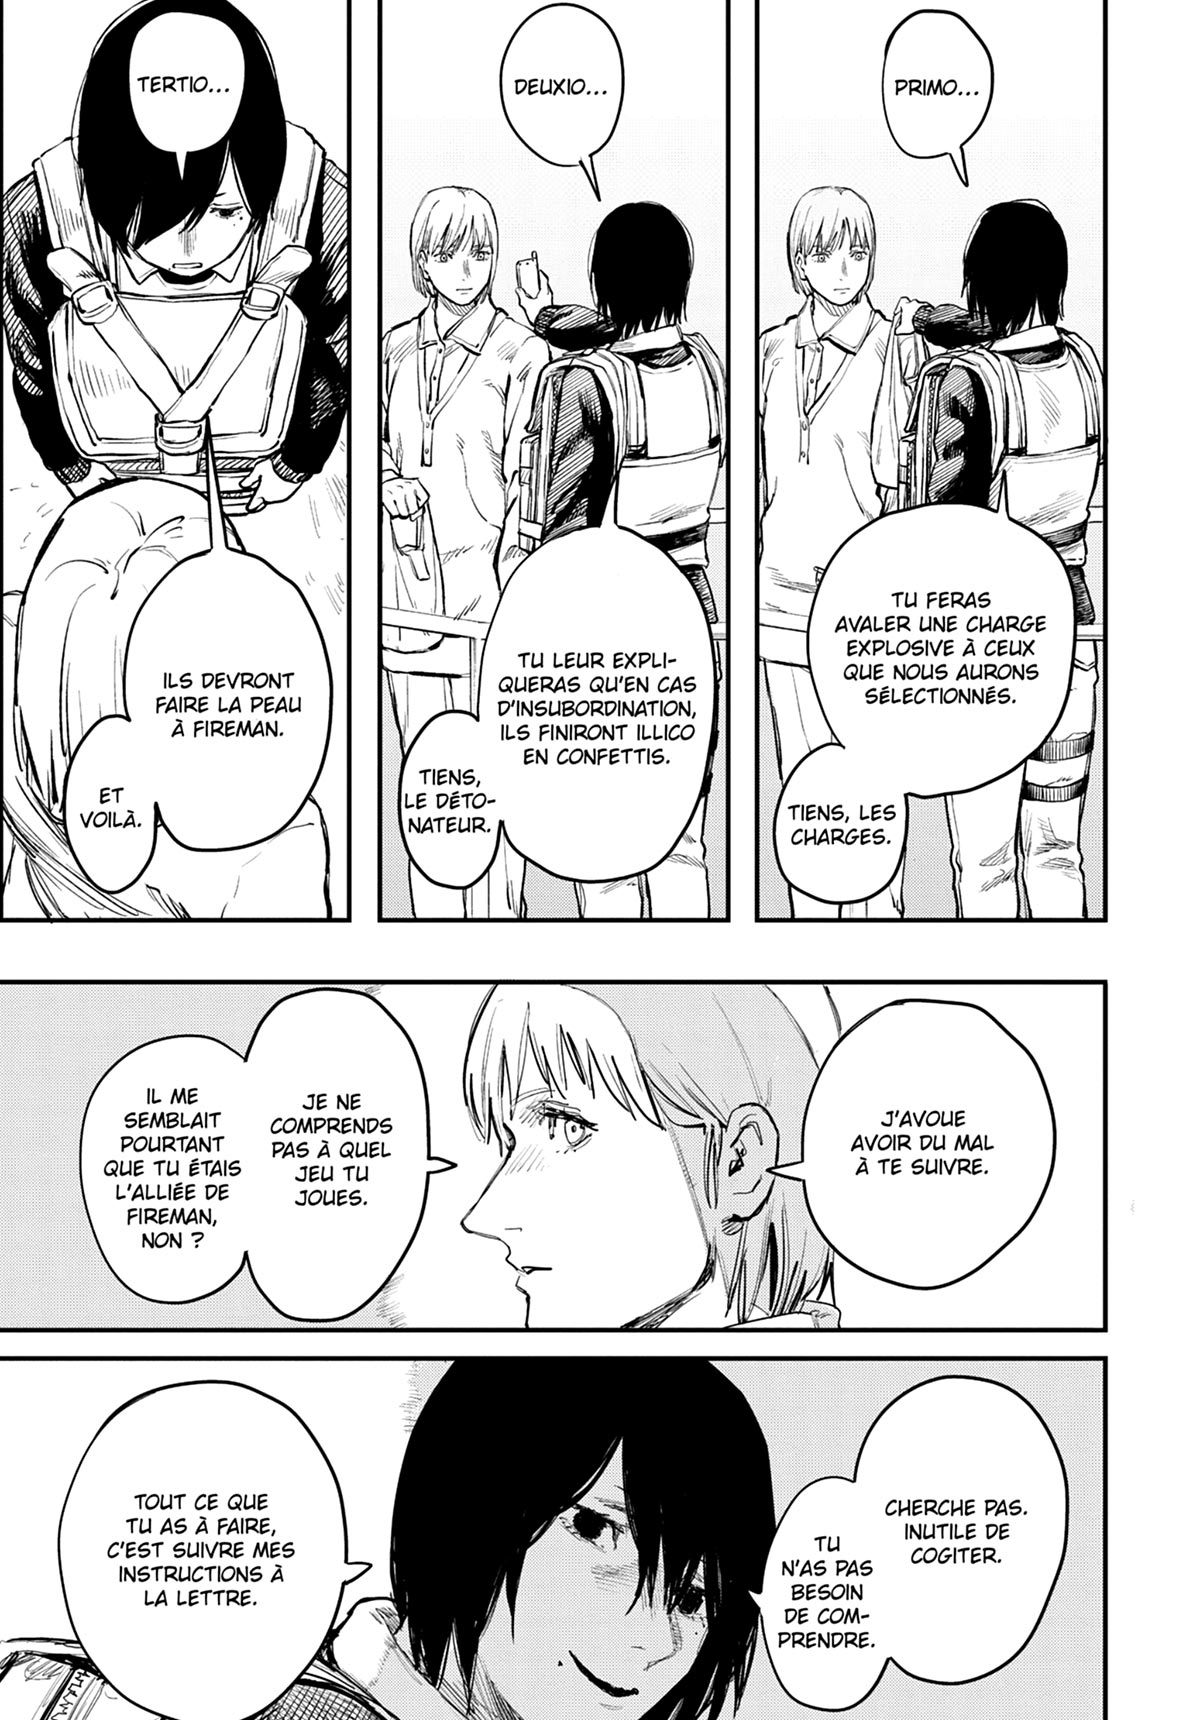 PRIMO...
TU FERAS
AVALER UNE CHARGE
EXPLOSIVE À CEUX
QUE NOUS AURONS
SÉLECTIONNÉS.
TIENS, LES
CHARGES.
DEUXIO...
TU LEUR EXPLI-
QUERAS QU'EN CAS
D'INSUBORDINATION,
ILS FINIRONT ILLICO
EN CONFETTIS.
TIENS,
LE DÉTO-
NATEUR.
TERTIO...
ILS DEVRONT
FAIRE LA PEAU
À FIREMAN.
ET
VOILÀ.
J'AVOUE
AVOIR DU MAL
À TE SUIVRE.
JE NE
COMPRENDS
PAS À QUEL
JEU TU
JOUES.
IL ME
SEMBLAIT
POURTANT
QUE TU ÉTAIS
L'ALLIÉE DE
FIREMAN,
NON ?
CHERCHE PAS.
INUTILE DE
COGITER.
TU
N'AS PAS
BESOIN
DE COM-
PRENDRE.
TOUT CE QUE
TU AS À FAIRE,
C'EST SUIVRE MES
INSTRUCTIONS À
LA LETTRE.